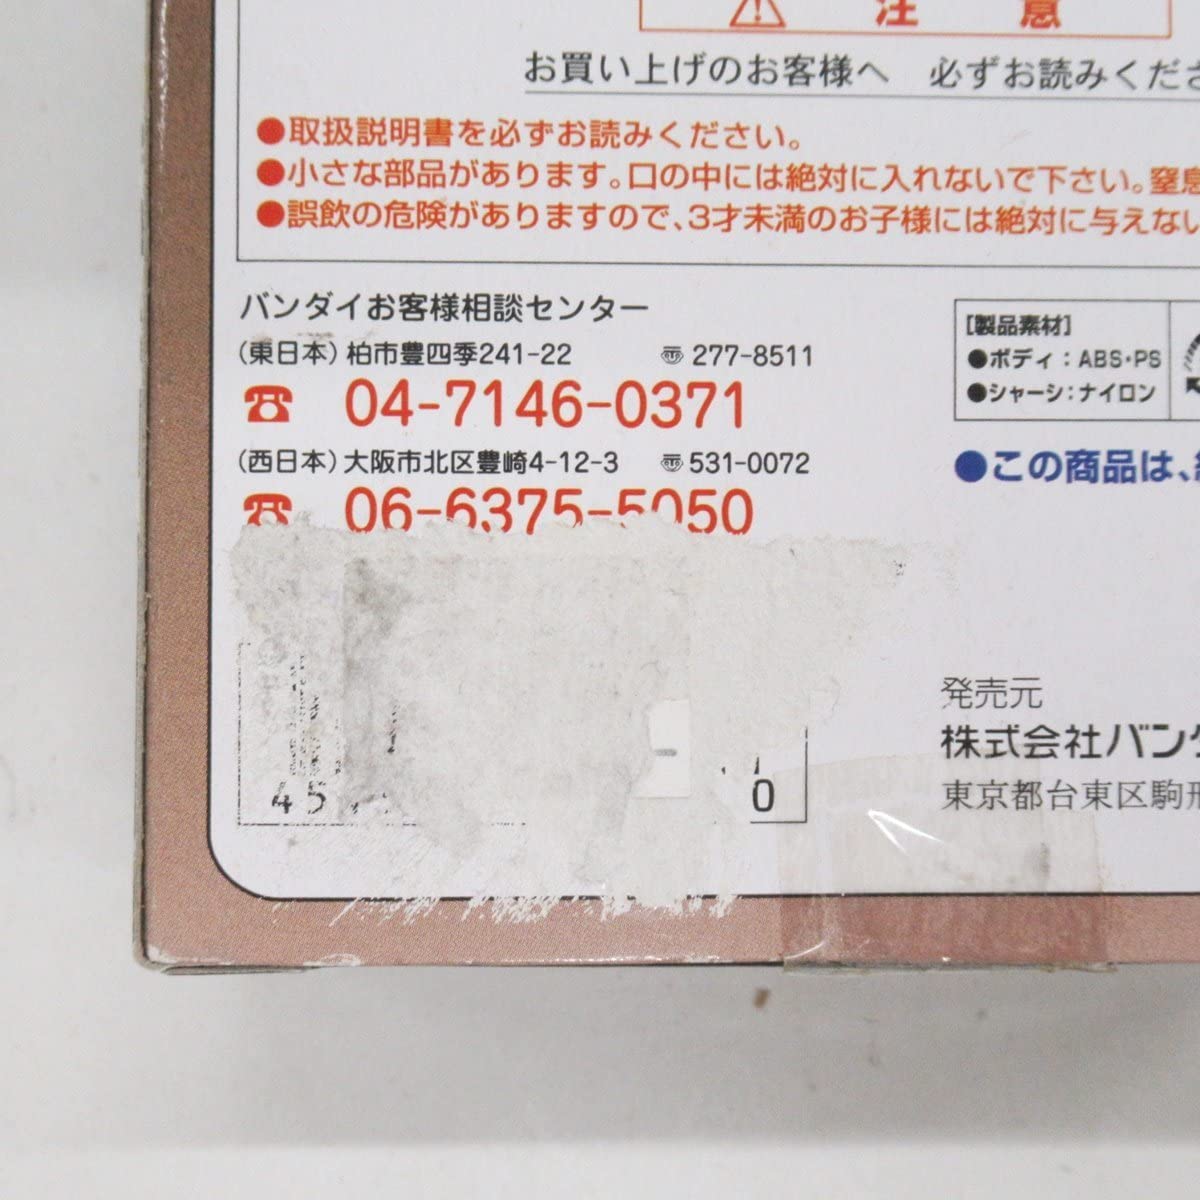 注意
お買い上げのお客様へ 必ずお読みくださ
●取扱説明書を必ずお読みください。
●小さな部品があります。口の中には絶対に入れないで下さい。窒息
●誤飲の危険がありますので、3才未満のお子様には絶対に与えない
バンダイお客様相談センター
(東日本)柏市豊四季241-22 〠277-8511
☎ 04-7146-0371
(西日本)大阪市北区豊崎4-12-3 〠531-0072
☎ 06-6375-5050
45
0
[製品素材]
●ボディ:ABS・PS
●シャーシ:ナイロン
●この商品は、
発売元
株式会社バンダ
東京都台東区駒形